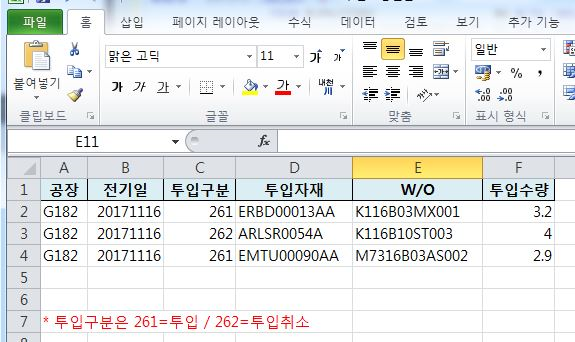 파일 홈 삽입 페이지 레이아웃 수식 데이터 검토 보기 추가 기능
맑은 고딕 11 가 가 일반
붙여넣기 가 가 가 가 내천 %
클립보드 글꼴 맞춤 표시 형식
E11 fx
A B C D E F
1 공장 전기일 투입구분 투입자재 W/O 투입수량
2 G182 20171116 261 ERBD00013AA K116B03MX001 3.2
3 G182 20171116 262 ARLSR0054A K116B10ST003 4
4 G182 20171116 261 EMTU00090AA M7316B03AS002 2.9
5
6
7 * 투입구분은 261=투입 / 262=투입취소